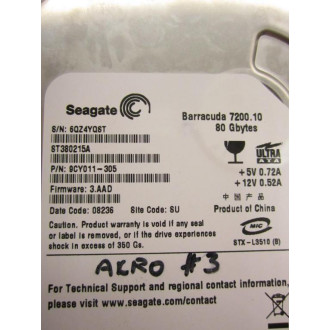 Seagate
Barracuda 7200.10
80 Gbytes
S/N: 6QZ4YQ6T
ST380215A
P/N: 9CY011-305
Firmware: 3.AAD
Date Code: 08236 Site Code: SU
ULTRA
ATA
+5V 0.72A
+12V 0.52A
Product of China
Product warranty is void if any seal
or label is removed, or if the drive experiences
shock in excess of 350 Gs.
MIC
STX-L3510 (B)
ACRO #3
For Technical Support and regional contact information,
please visit www.seagate.com/contact